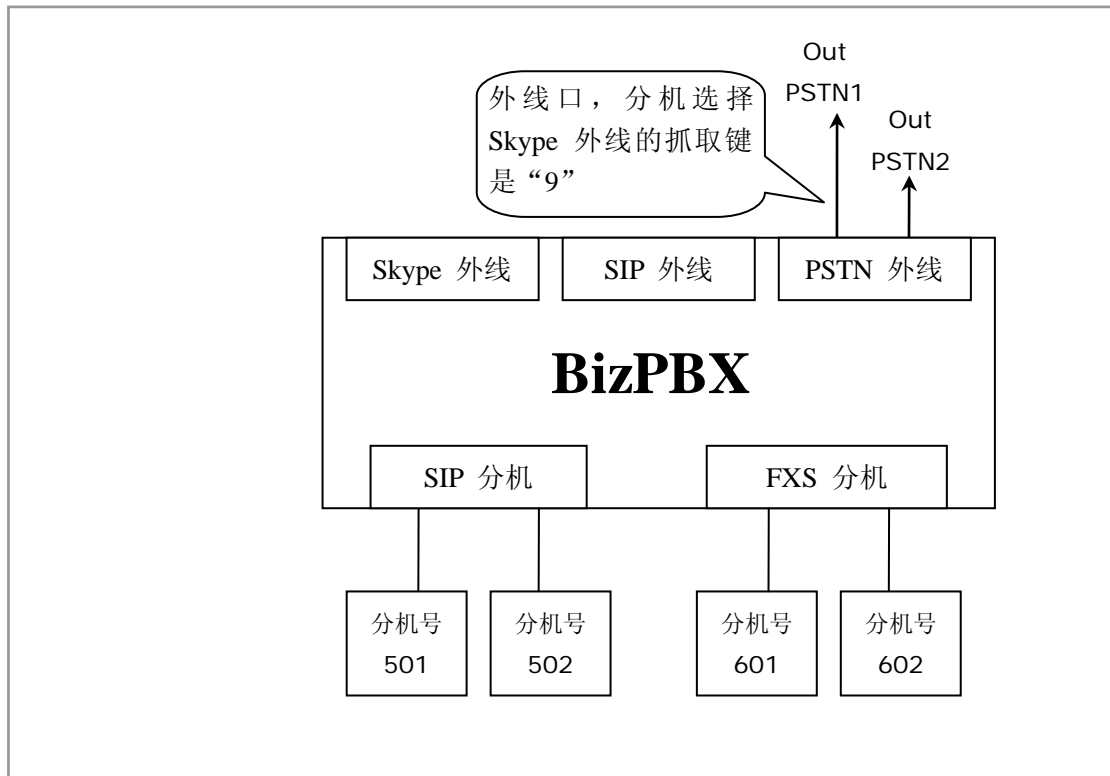 Out
PSTN1
Out
PSTN2
外线口，分机选择
Skype 外线的抓取键
是“9”
Skype 外线
SIP 外线
PSTN 外线
BizPBX
SIP 分机
FXS 分机
分机号
501
分机号
502
分机号
601
分机号
602